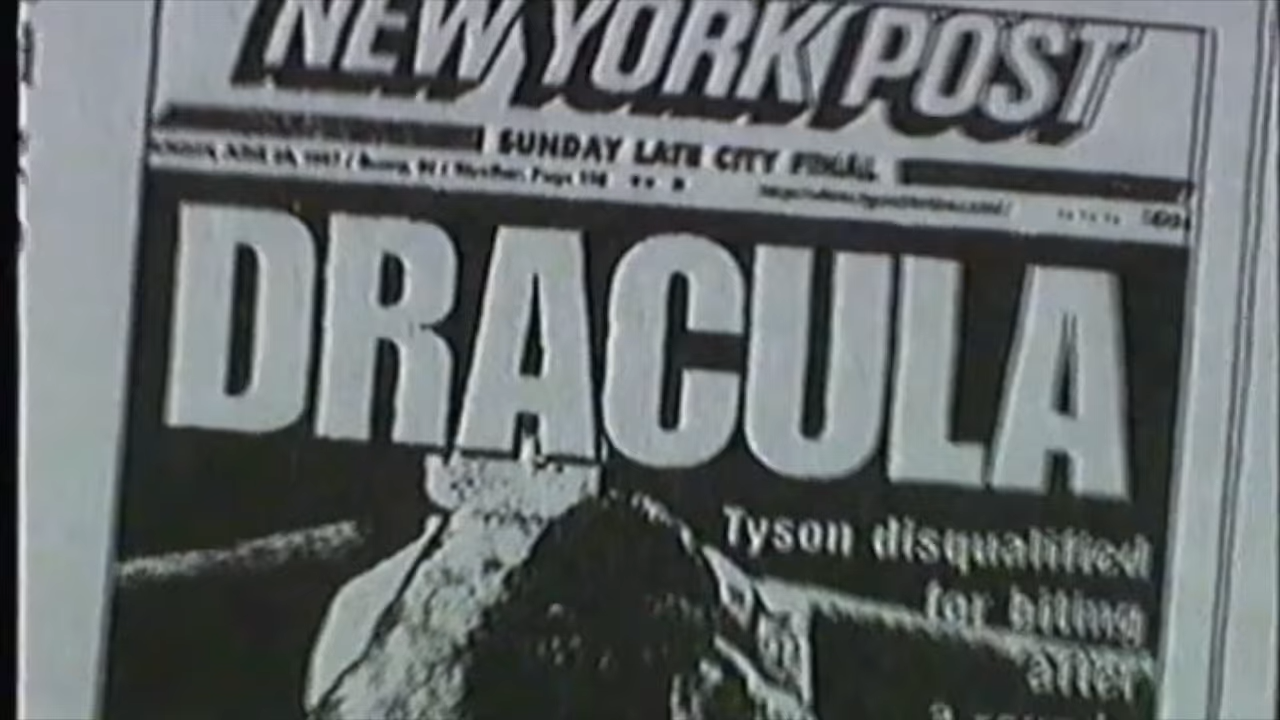 NEW YORK POST
SUNDAY LATE CITY FINAL
DRACULA
Tyson disqualified
for biting
after